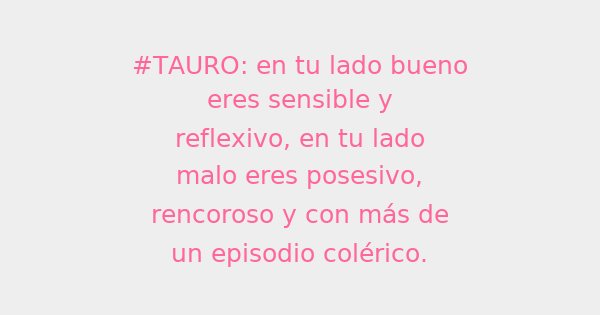 #TAURO: en tu lado bueno
eres sensible y
reflexivo, en tu lado
malo eres posesivo,
rencoroso y con más de
un episodio colérico.